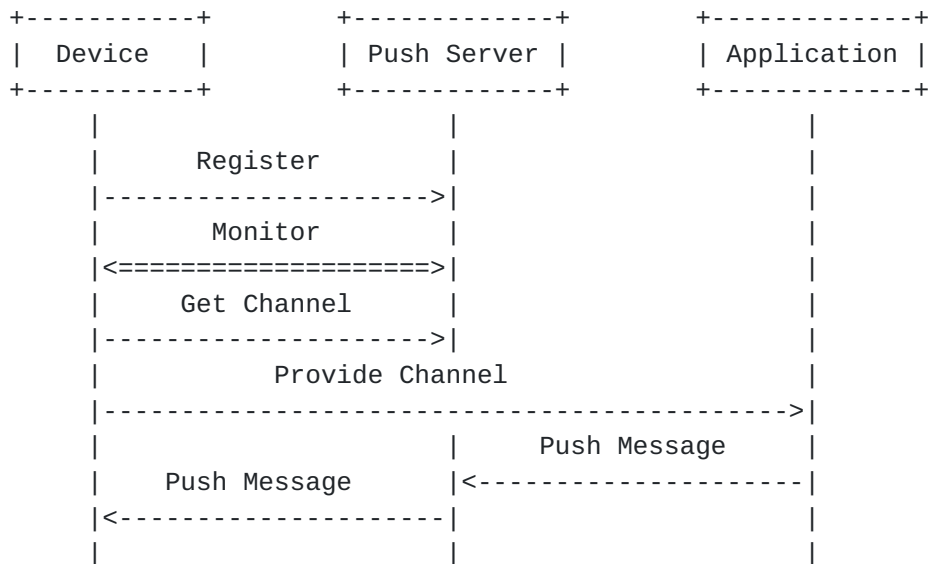 Device Push Server Application
Register
Monitor
Get Channel
Provide Channel
Push Message
Push Message